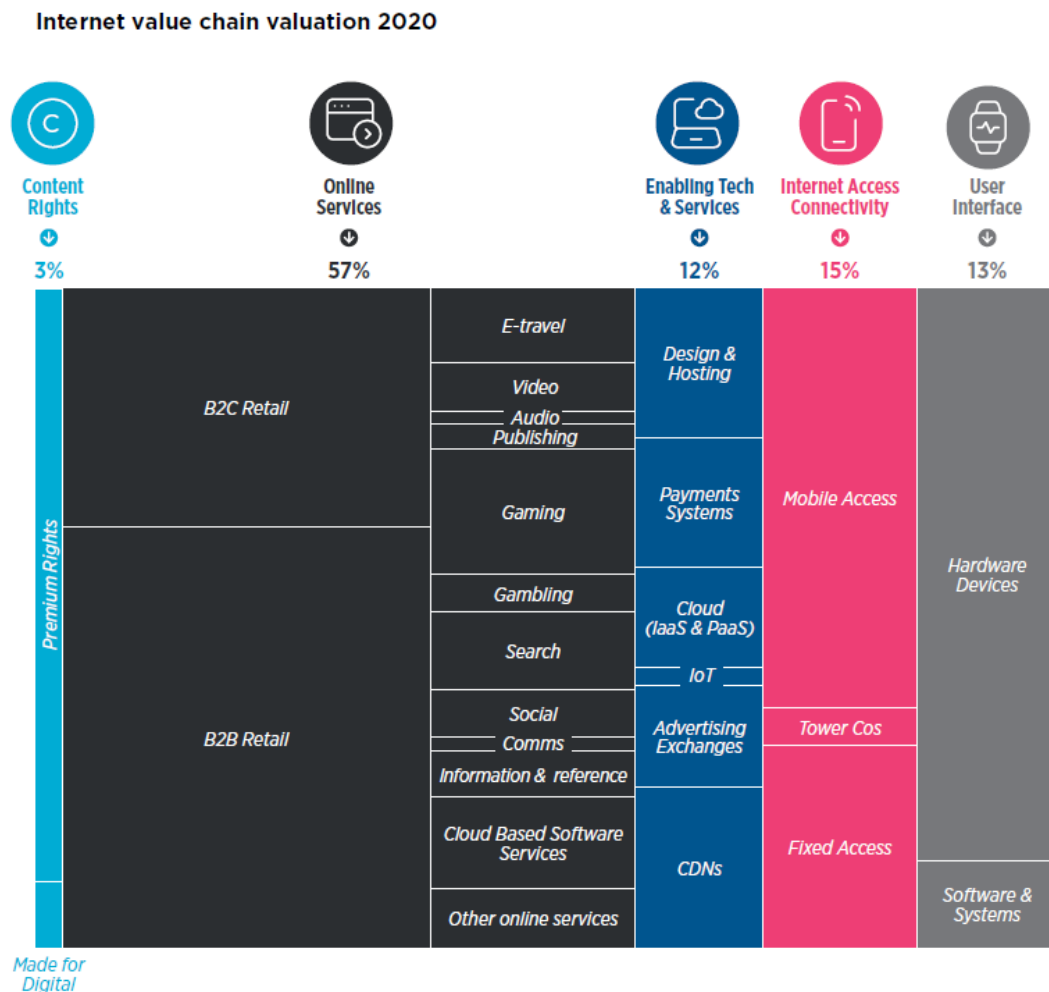 Internet value chain valuation 2020
C
Content
Rights
3%
Online
Services
57%
Enabling Tech
& Services
12%
Internet Access
Connectivity
15%
User
Interface
13%
Premium Rights
Made for
Digital
B2C Retail
B2B Retail
E-travel
Video
Audio
Publishing
Gaming
Gambling
Search
Social
Comms
Information & reference
Cloud Based Software
Services
Other online services
Design &
Hosting
Payments
Systems
Cloud
(IaaS & PaaS)
IoT
Advertising
Exchanges
CDNs
Mobile Access
Tower Cos
Fixed Access
Hardware
Devices
Software &
Systems